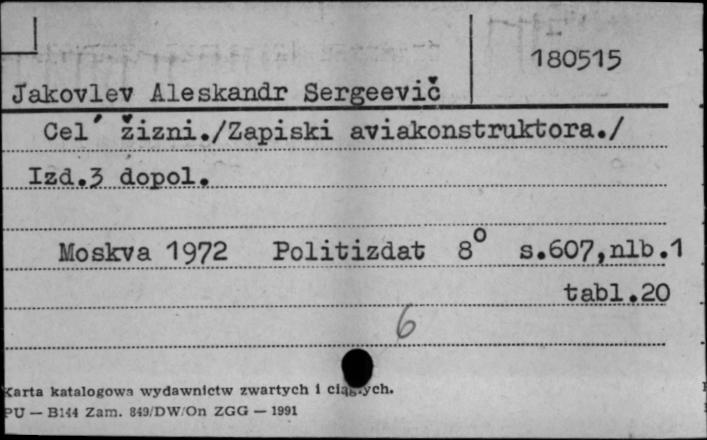 180515
Jakovlev Aleskandr Sergeevič
Cel´ žizni./Zapiski aviakonstruktora./
Izd.3 dopol.
Moskva 1972 Politizdat 8° s.607,nlb.1
tabl.20
6
Karta katalogowa wydawnictw zwartych i ciągłych.
PU — B144 Zam. 849/DW/On ZGG — 1991